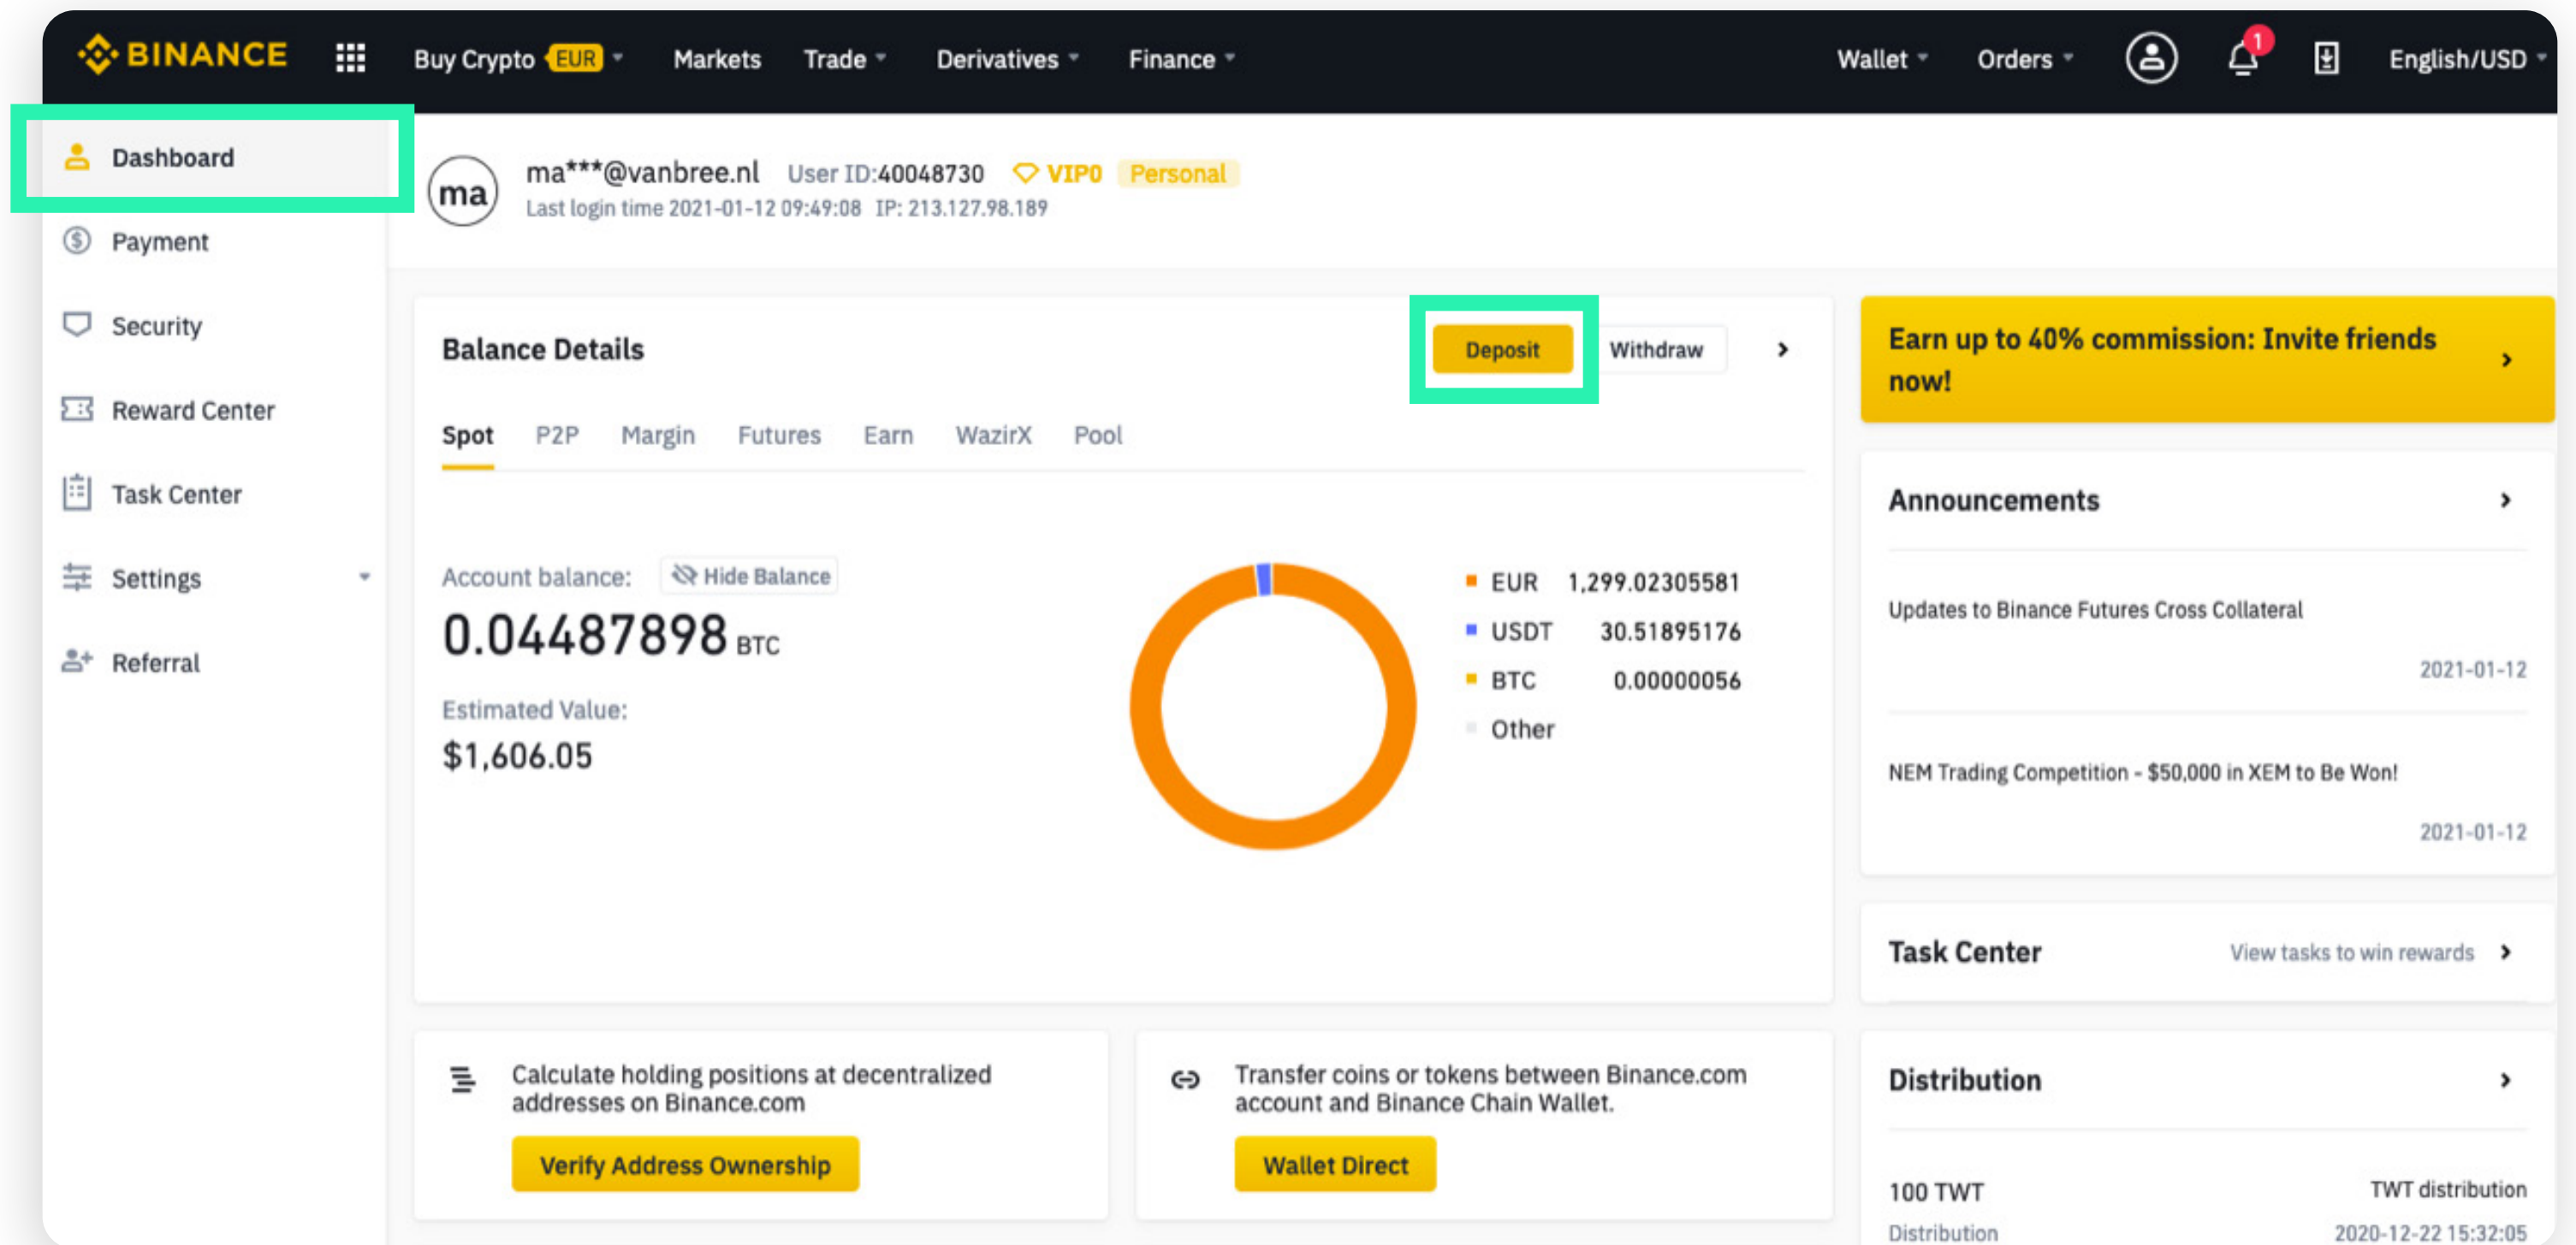 BINANCE Buy Crypto EUR Markets Trade Derivatives Finance Wallet Orders 1 English/USD
Dashboard
Payment
Security
Reward Center
Task Center
Settings
Referral
ma ma***@vanbree.nl User ID:40048730 VIP0 Personal
Last login time 2021-01-12 09:49:08 IP: 213.127.98.189
Balance Details Deposit Withdraw
Spot P2P Margin Futures Earn WazirX Pool
Account balance: Hide Balance
0.04487898 BTC
Estimated Value:
$1,606.05
EUR 1,299.02305581
USDT 30.51895176
BTC 0.00000056
Other
Calculate holding positions at decentralized
addresses on Binance.com
Verify Address Ownership
Transfer coins or tokens between Binance.com
account and Binance Chain Wallet.
Wallet Direct
Earn up to 40% commission: Invite friends
now!
Announcements
Updates to Binance Futures Cross Collateral
2021-01-12
NEM Trading Competition - $50,000 in XEM to Be Won!
2021-01-12
Task Center View tasks to win rewards
Distribution
100 TWT TWT distribution
Distribution 2020-12-22 15:32:05